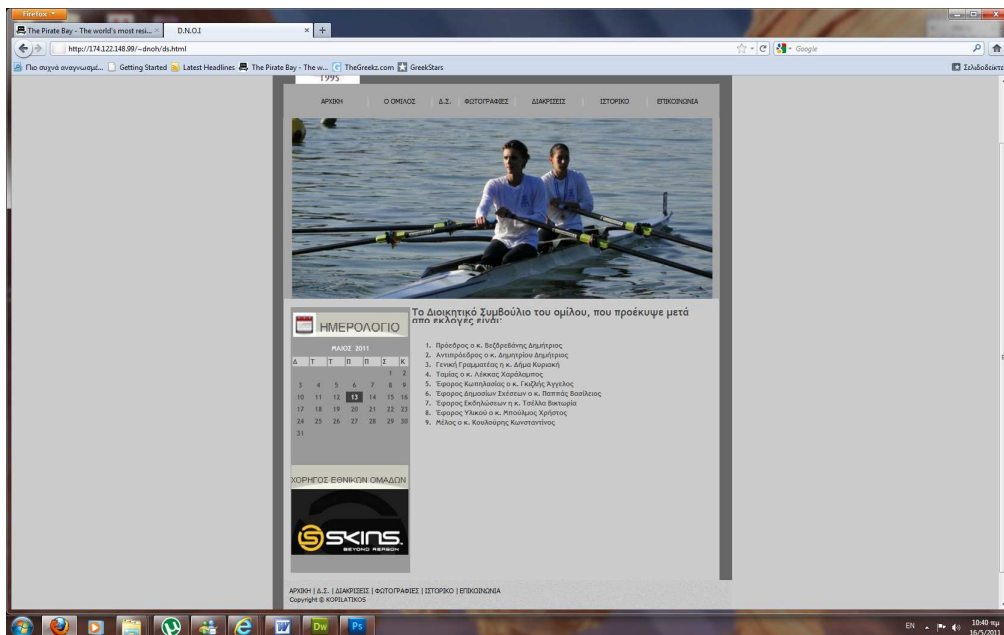 Firefox
The Pirate Bay - The world's most resi... × D.N.O.I × +
http://174.122.148.99/~dnoh/ds.html Google
Πιο συχνά αναγνωσμέ... Getting Started Latest Headlines The Pirate Bay - The w... TheGreekz.com GreekStars Σελιδοδείκτε
1995
ΑΡΧΙΚΗ Ο ΟΜΙΛΟΣ Δ.Σ. ΦΩΤΟΓΡΑΦΙΕΣ ΔΙΑΚΡΙΣΕΙΣ ΙΣΤΟΡΙΚΟ ΕΠΙΚΟΙΝΩΝΙΑ
ΗΜΕΡΟΛΟΓΙΟ
ΜΑΙΟΣ 2011
Δ Τ Τ Π Π Σ Κ
1 2
3 4 5 6 7 8 9
10 11 12 13 14 15 16
17 18 19 20 21 22 23
24 25 26 27 28 29 30
31
ΧΟΡΗΓΟΣ ΕΘΝΙΚΩΝ ΟΜΑΔΩΝ
SKINS.
BEYOND REASON
Το Διοικητικό Συμβούλιο του ομίλου, που προέκυψε μετά
απο εκλογές είναι:
1. Πρόεδρος ο κ. Βεζδρεβάνης Δημήτριος
2. Αντιπρόεδρος ο κ. Δημητρίου Δημήτριος
3. Γενική Γραμματέας η κ. Δήμα Κυριακή
4. Ταμίας ο κ. Λέκκας Χαράλαμπος
5. Έφορος Κωπηλασίας ο κ. Γκιζλής Άγγελος
6. Έφορος Δημοσίων Σχέσεων ο κ. Παππάς Βασίλειος
7. Έφορος Εκδηλώσεων η κ. Τσέλλα Βικτωρία
8. Έφορος Υλικού ο κ. Μπούλμος Χρήστος
9. Μέλος ο κ. Κουλούρης Κωνσταντίνος
ΑΡΧΙΚΗ | Δ.Σ. | ΔΙΑΚΡΙΣΕΙΣ | ΦΩΤΟΓΡΑΦΙΕΣ | ΙΣΤΟΡΙΚΟ | ΕΠΙΚΟΙΝΩΝΙΑ
Copyright © KOPILATIKOS
W Dw Ps EN 10:40 πμ
16/5/2011